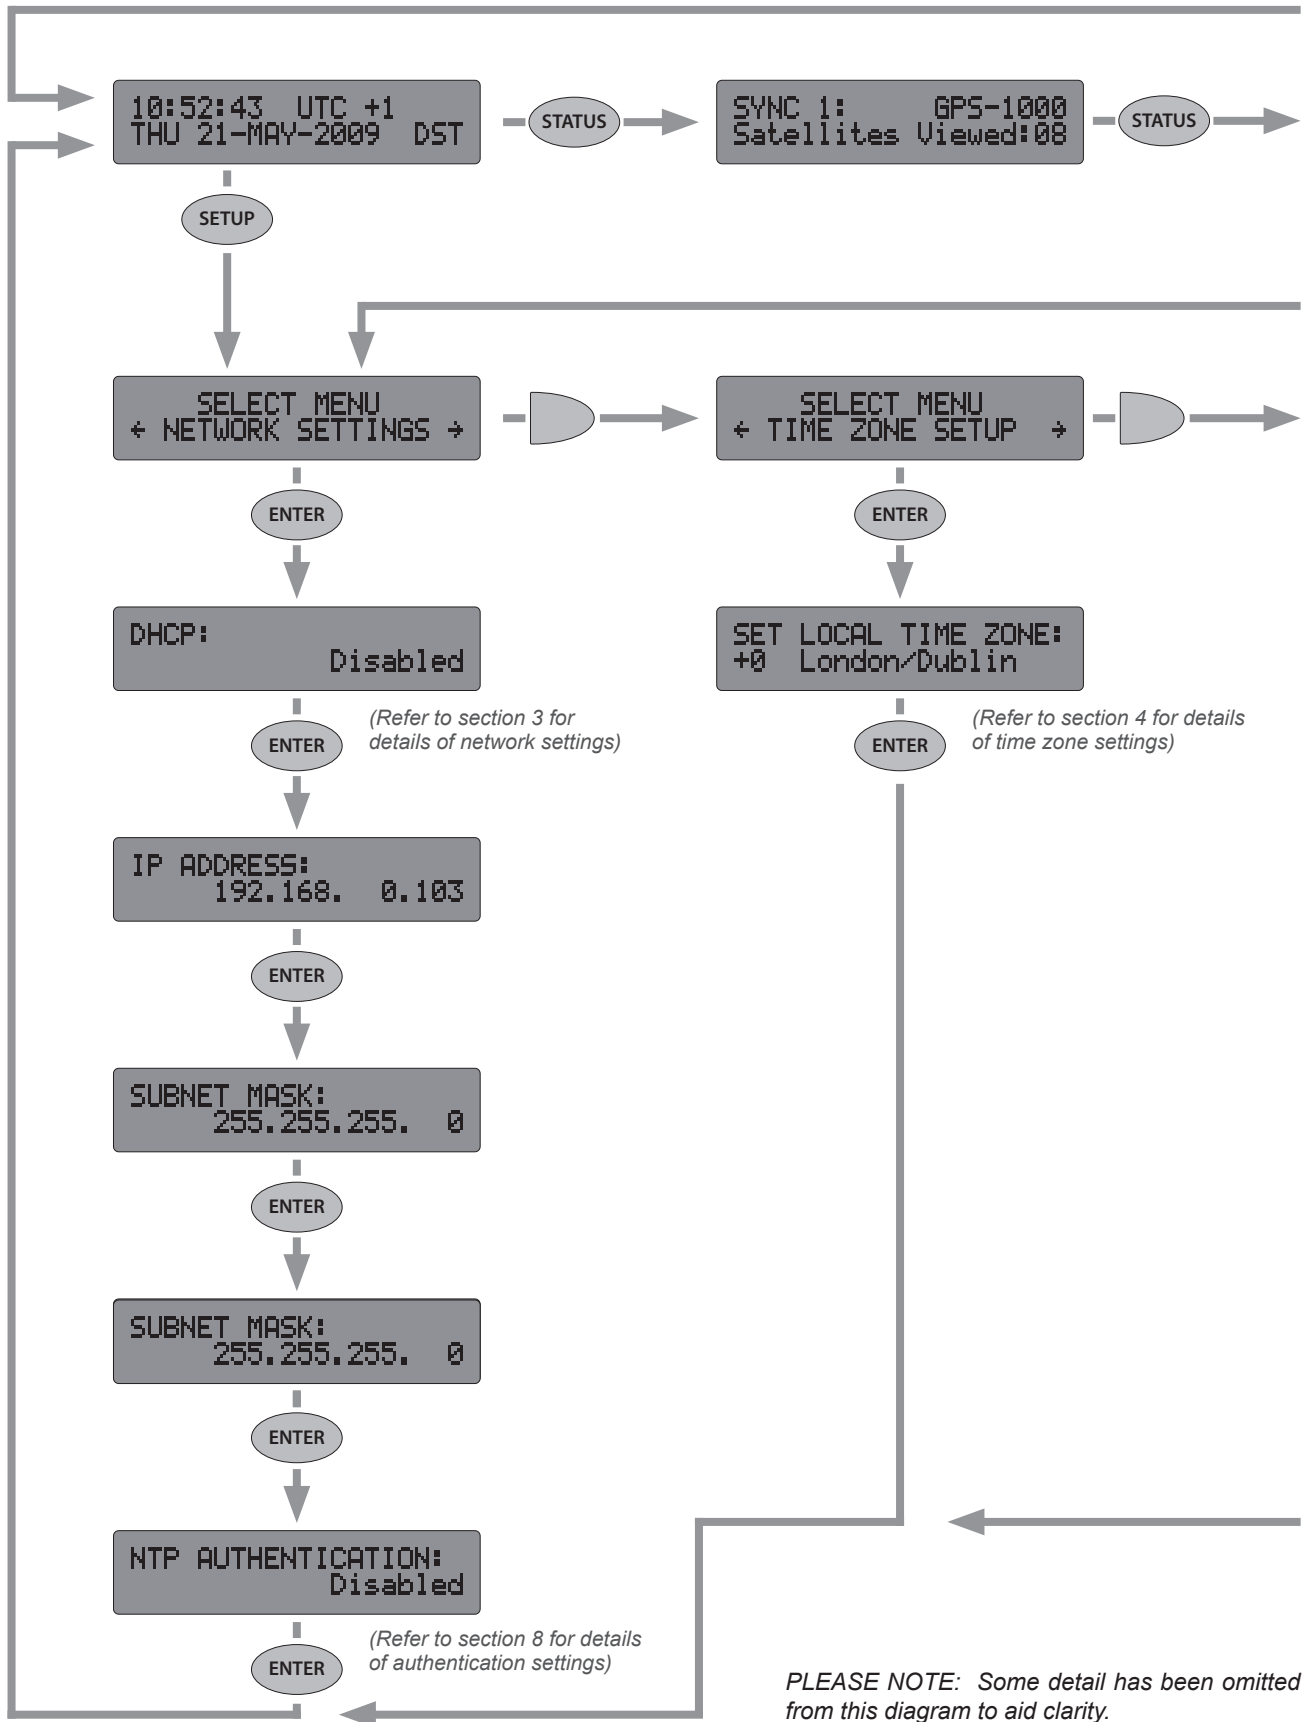 10:52:43 UTC +1
THU 21-MAY-2009 DST
STATUS
SYNC 1: GPS-1000
Satellites Viewed:08
STATUS
SETUP
SELECT MENU
← NETWORK SETTINGS →
SELECT MENU
← TIME ZONE SETUP →
ENTER
ENTER
DHCP:
Disabled
SET LOCAL TIME ZONE:
+0 London/Dublin
(Refer to section 3 for
details of network settings)
(Refer to section 4 for details
of time zone settings)
ENTER
ENTER
IP ADDRESS:
192.168. 0.103
ENTER
SUBNET MASK:
255.255.255. 0
ENTER
SUBNET MASK:
255.255.255. 0
ENTER
NTP AUTHENTICATION:
Disabled
(Refer to section 8 for details
of authentication settings)
ENTER
PLEASE NOTE: Some detail has been omitted
from this diagram to aid clarity.